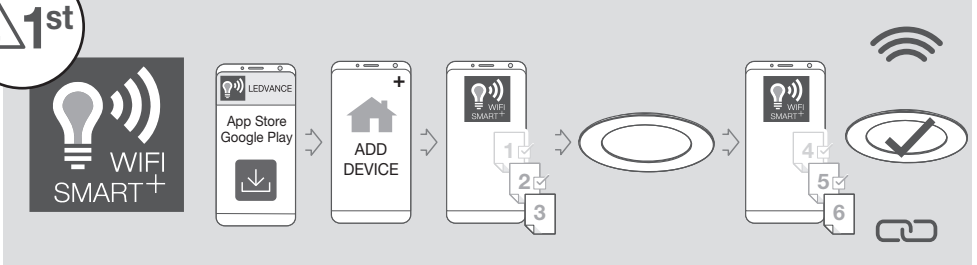 1st
WIFI
SMART+
LEDVANCE
App Store
Google Play
+
ADD
DEVICE
WIFI
SMART+
1
2
3
WIFI
SMART+
4
5
6